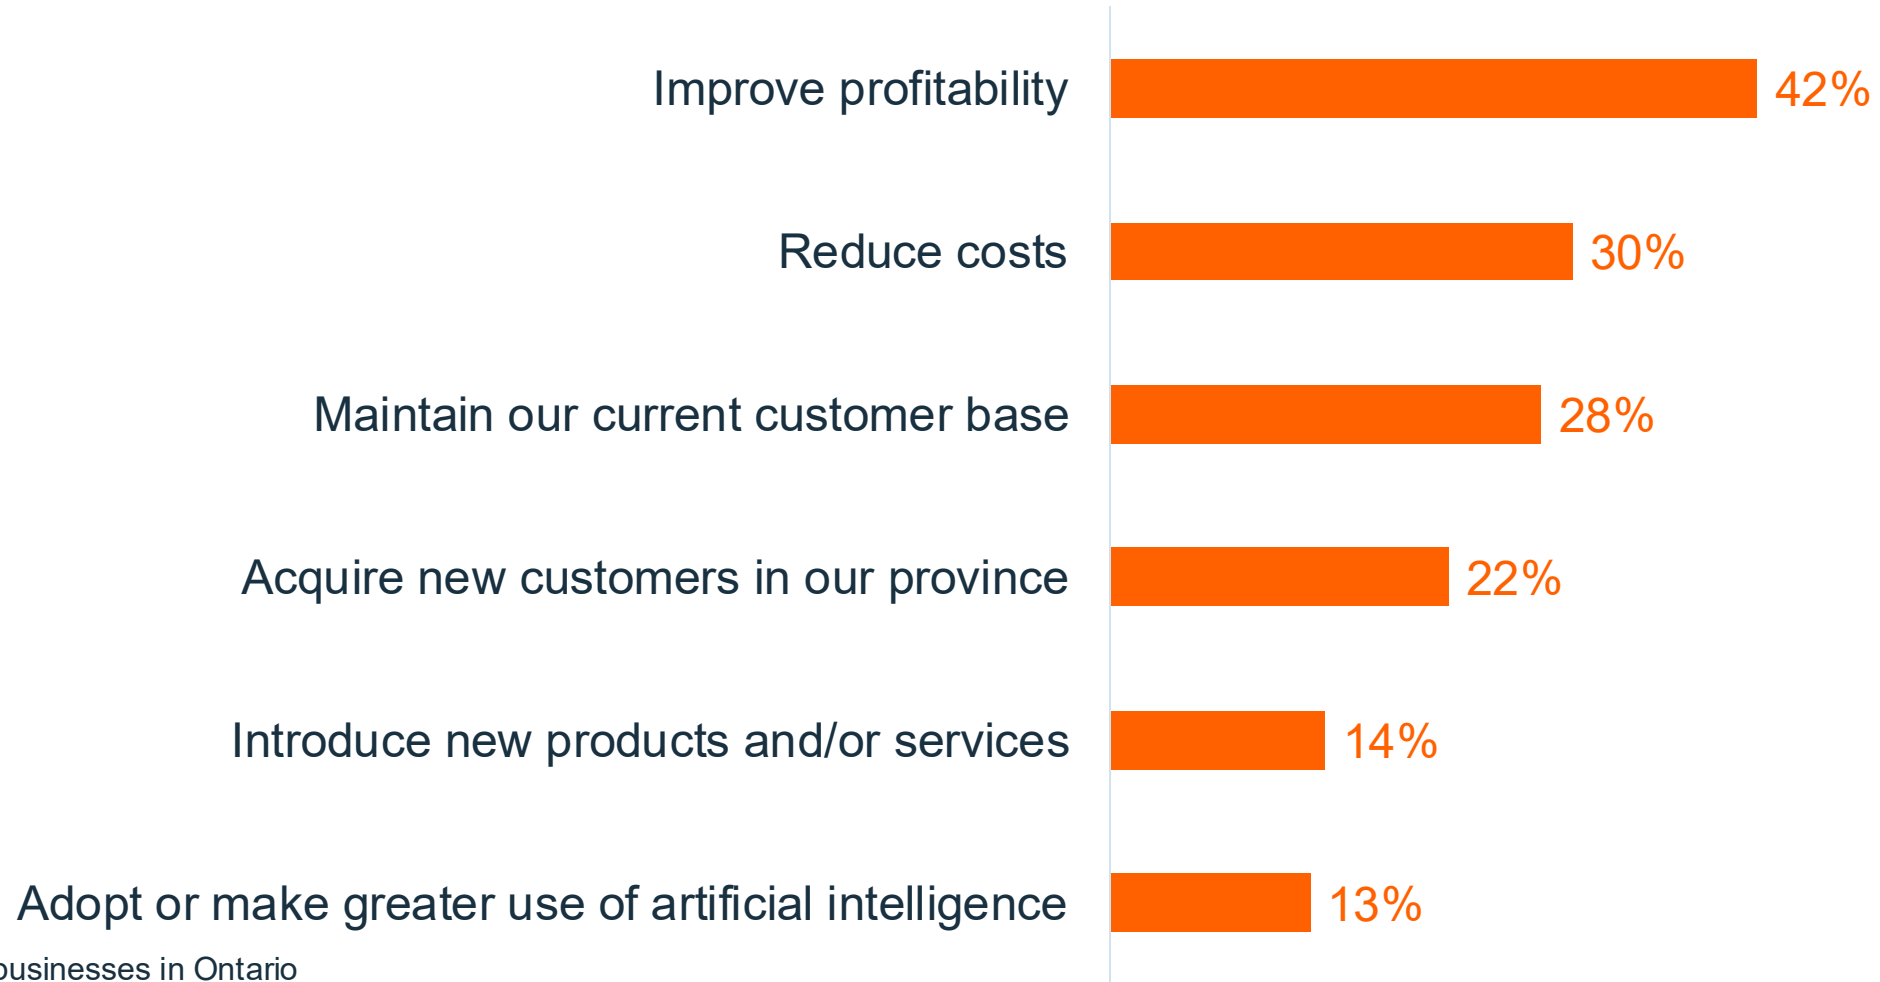 Improve profitability 42%
Reduce costs 30%
Maintain our current customer base 28%
Acquire new customers in our province 22%
Introduce new products and/or services 14%
Adopt or make greater use of artificial intelligence 13%
businesses in Ontario